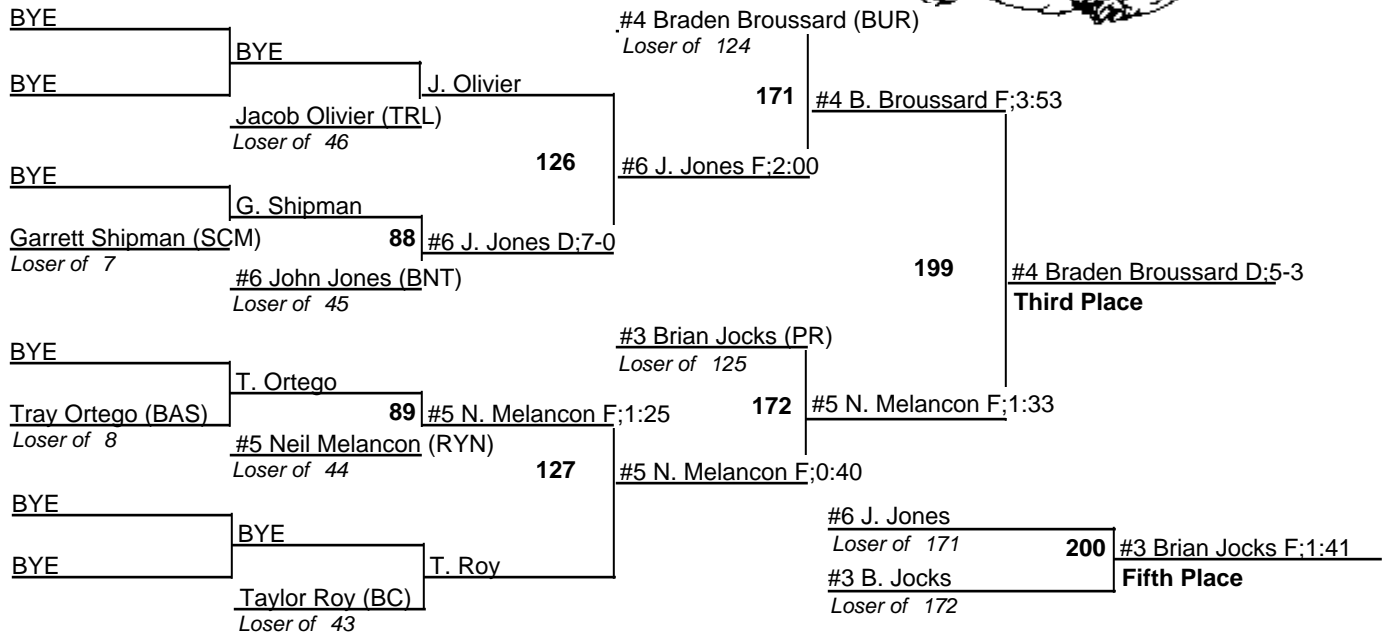 BYE
BYE
BYE
J. Olivier
Jacob Olivier (TRL)
Loser of 46
126
BYE
G. Shipman
Garrett Shipman (SCM)
Loser of 7
88
#6 J. Jones D;7-0
#6 John Jones (BNT)
Loser of 45
#4 Braden Broussard (BUR)
Loser of 124
171
#4 B. Broussard F;3:53
#6 J. Jones F;2:00
199
#4 Braden Broussard D;5-3
Third Place
BYE
T. Ortego
Tray Ortego (BAS)
Loser of 8
89
#5 N. Melancon F;1:25
#5 Neil Melancon (RYN)
Loser of 44
127
BYE
BYE
BYE
T. Roy
Taylor Roy (BC)
Loser of 43
#3 Brian Jocks (PR)
Loser of 125
172
#5 N. Melancon F;1:33
#5 N. Melancon F;0:40
#6 J. Jones
Loser of 171
200
#3 Brian Jocks F;1:41
Fifth Place
#3 B. Jocks
Loser of 172